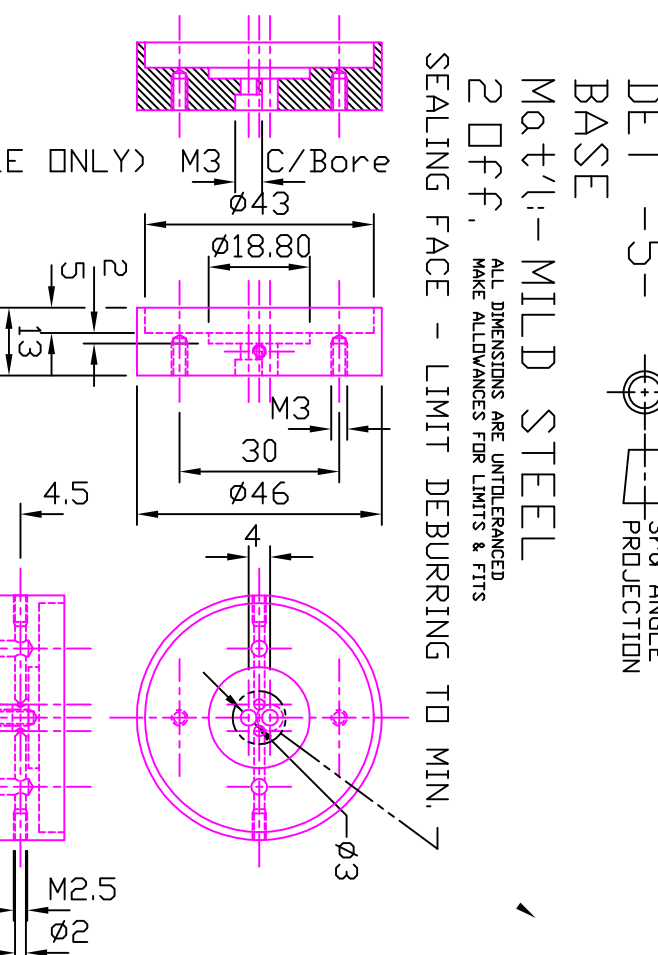 DET -5-
BASE
Mat'l:- MILD STEEL
2 Off.
ALL DIMENSIONS ARE UNTOLERANCED
MAKE ALLOWANCES FOR LIMITS & FITS
SEALING FACE - LIMIT DEBURRING TO MIN.
ANGLE
PROJECTION
ONLY)
M3 C/Bore
ø43
ø18.80
2
5
13
M3
30
ø46
4.5
4
ø3
M2.5
ø2